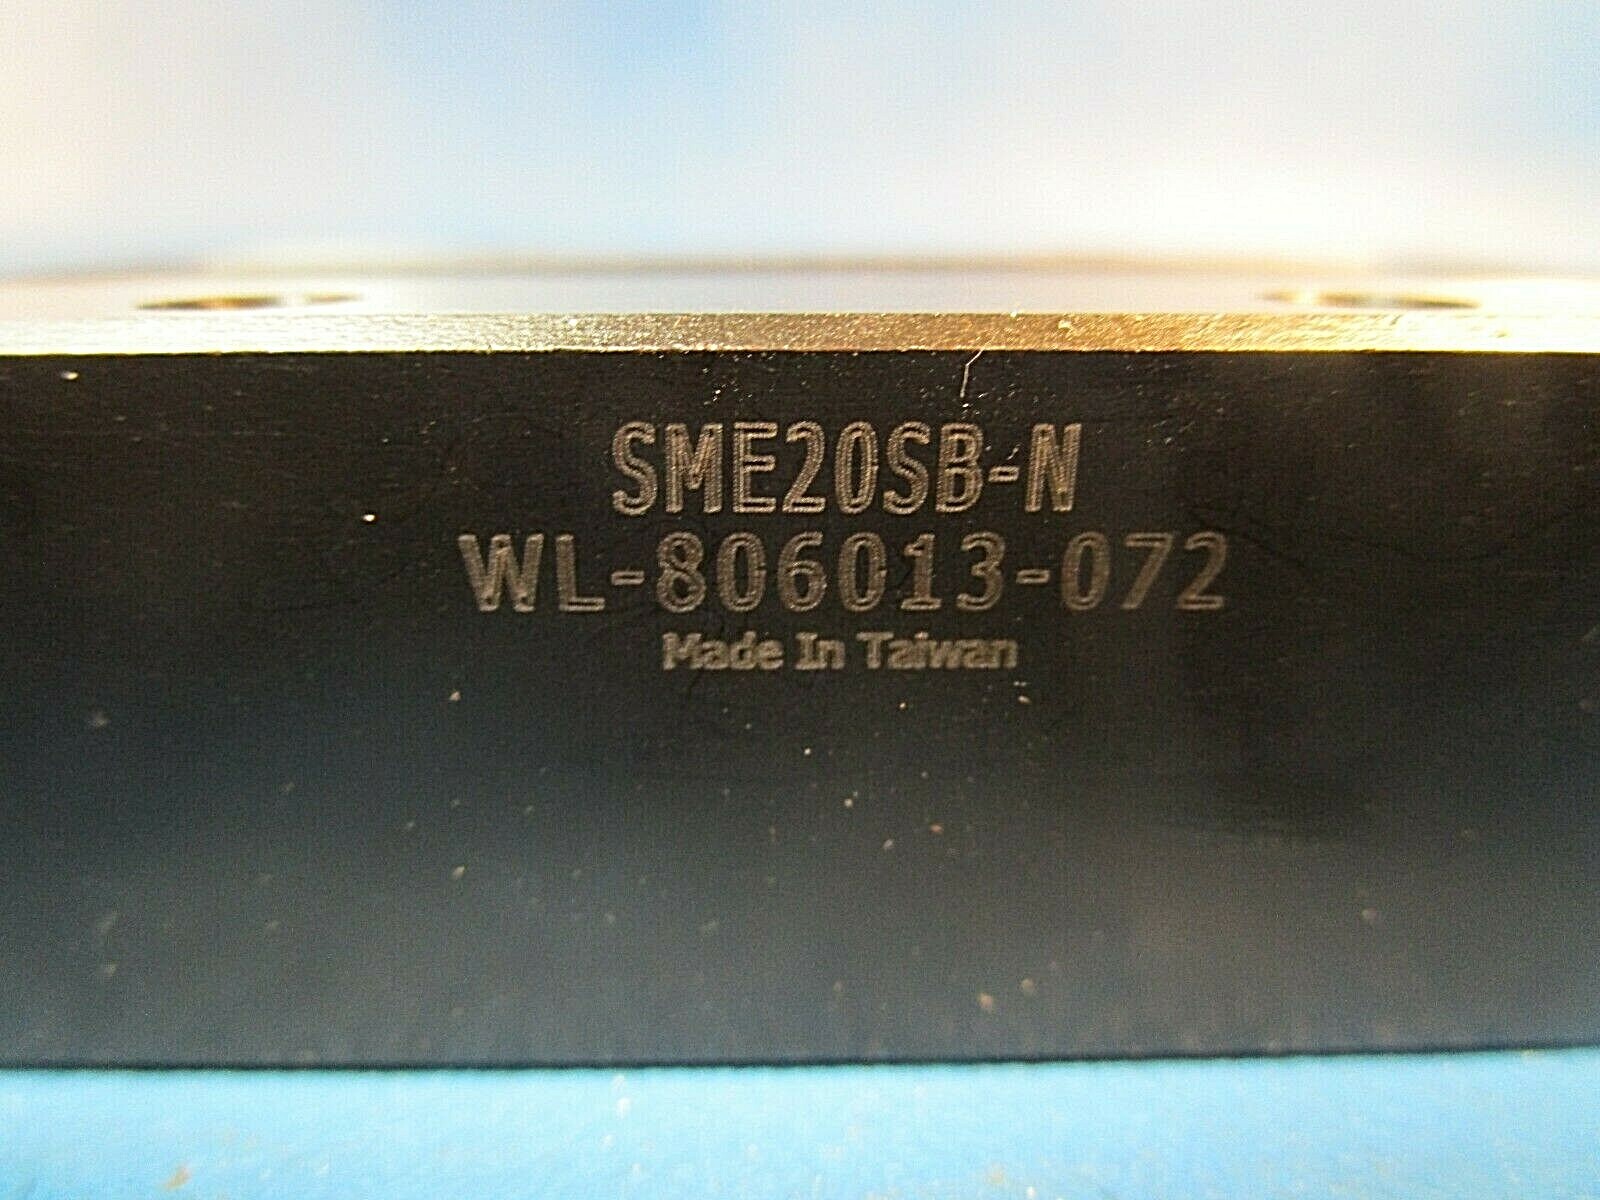 SME20SB-N
WL-806013-072
Made In Taiwan